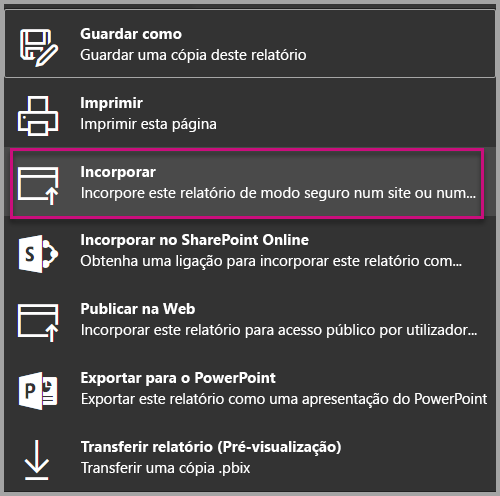 Guardar como
Guardar uma cópia deste relatório
Imprimir
Imprimir esta página
Incorporar
Incorpore este relatório de modo seguro num site ou num...
S
Incorporar no SharePoint Online
Obtenha uma ligação para incorporar este relatório com...
Publicar na Web
Incorporar este relatório para acesso público por utilizador...
P
Exportar para o PowerPoint
Exportar este relatório como uma apresentação do PowerPoint
Transferir relatório (Pré-visualização)
Transferir uma cópia .pbix